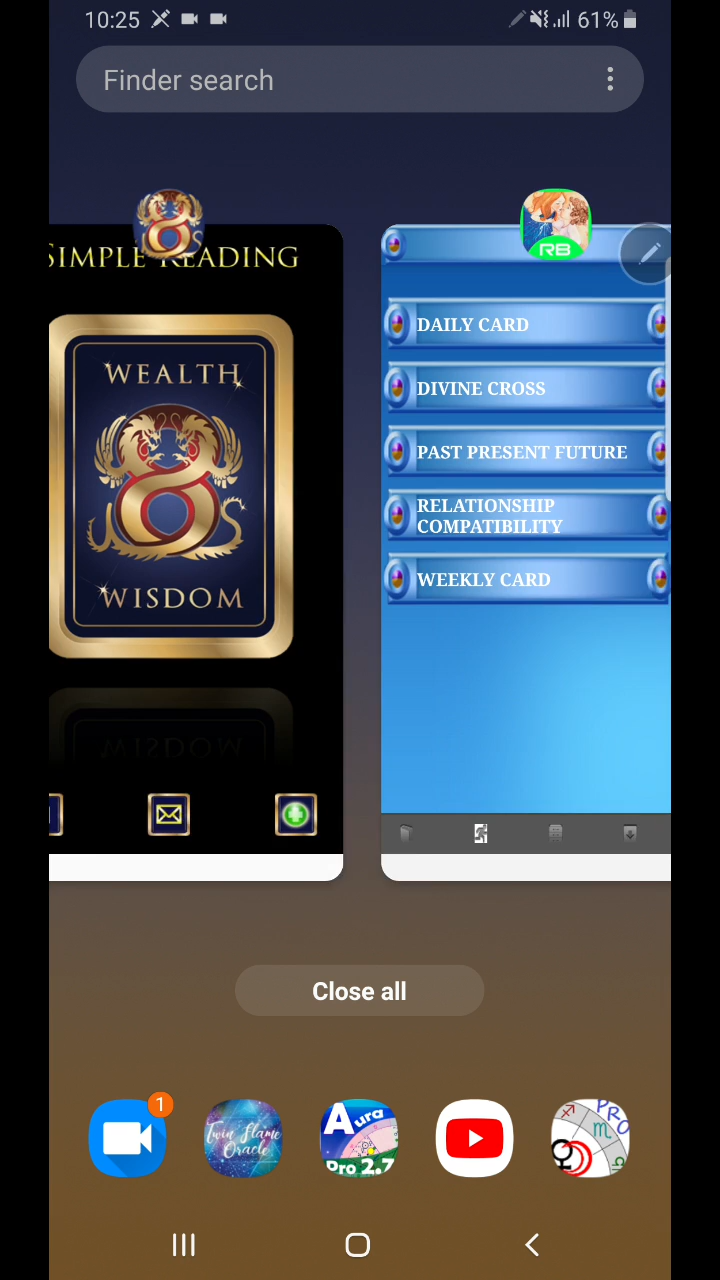 10:25
61%
Finder search
SIMPLE READING
WEALTH
WISDOM
RB
DAILY CARD
DIVINE CROSS
PAST PRESENT FUTURE
RELATIONSHIP
COMPATIBILITY
WEEKLY CARD
Close all
1
Twin Flame
Oracle
Aura
Pro 2.7
PRO